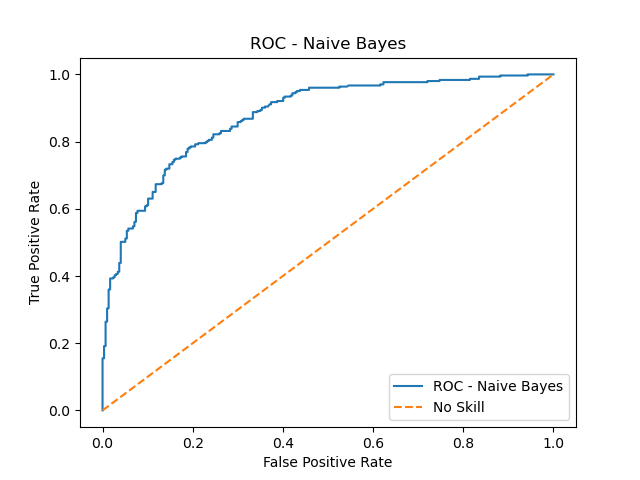 ROC - Naive Bayes
1.0
0.8
0.6
0.4
0.2
0.0
True Positive Rate
ROC - Naive Bayes
No Skill
0.0 0.2 0.4 0.6 0.8 1.0
False Positive Rate